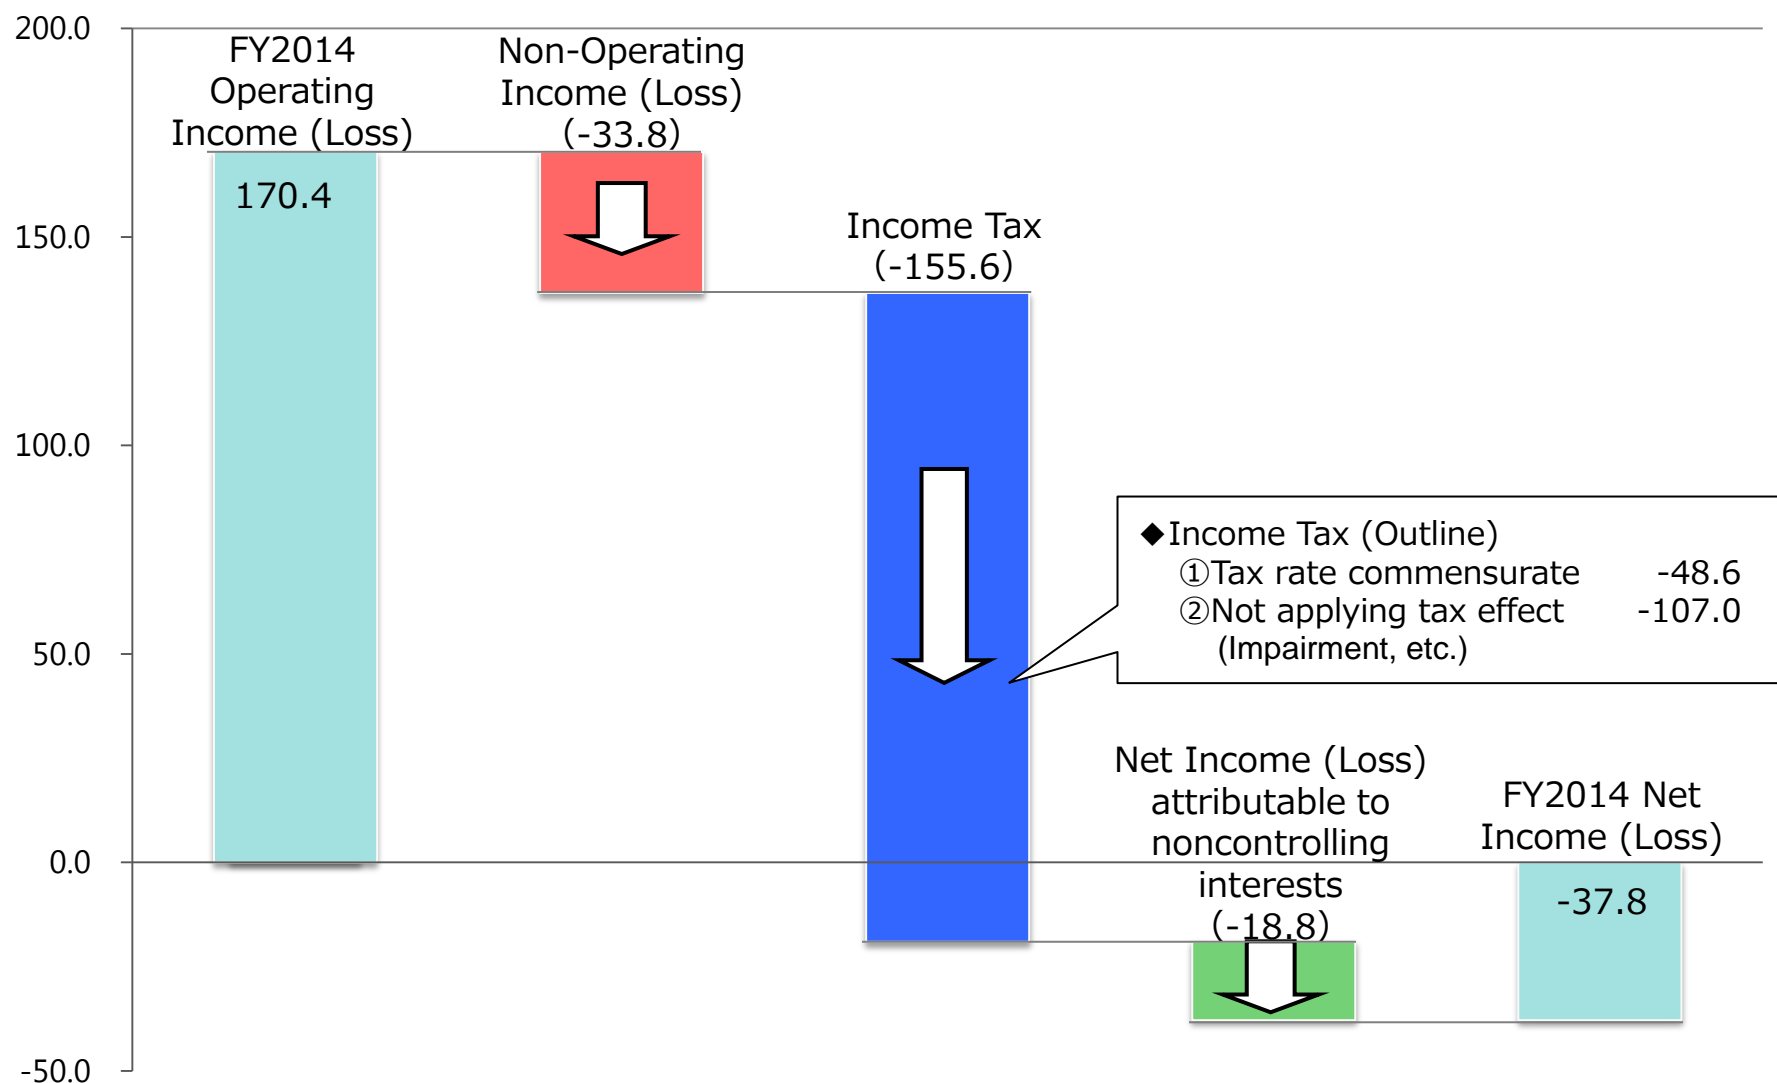 200.0
150.0
100.0
50.0
0.0
-50.0
FY2014
Operating
Income (Loss)
170.4
Non-Operating
Income (Loss)
(-33.8)
Income Tax
(-155.6)
◆Income Tax (Outline)
①Tax rate commensurate -48.6
②Not applying tax effect -107.0
(Impairment, etc.)
Net Income (Loss)
attributable to
noncontrolling
interests
(-18.8)
FY2014 Net
Income (Loss)
-37.8